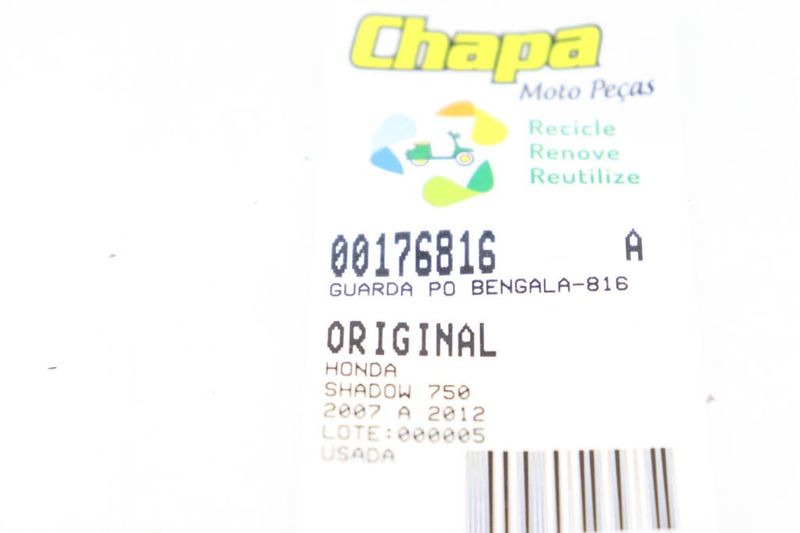 Chapa
Moto Peças
Recicle
Renove
Reutilize
00176816 A
GUARDA PO BENGALA-816
ORIGINAL
HONDA
SHADOW 750
2007 A 2012
LOTE:000005
USADA